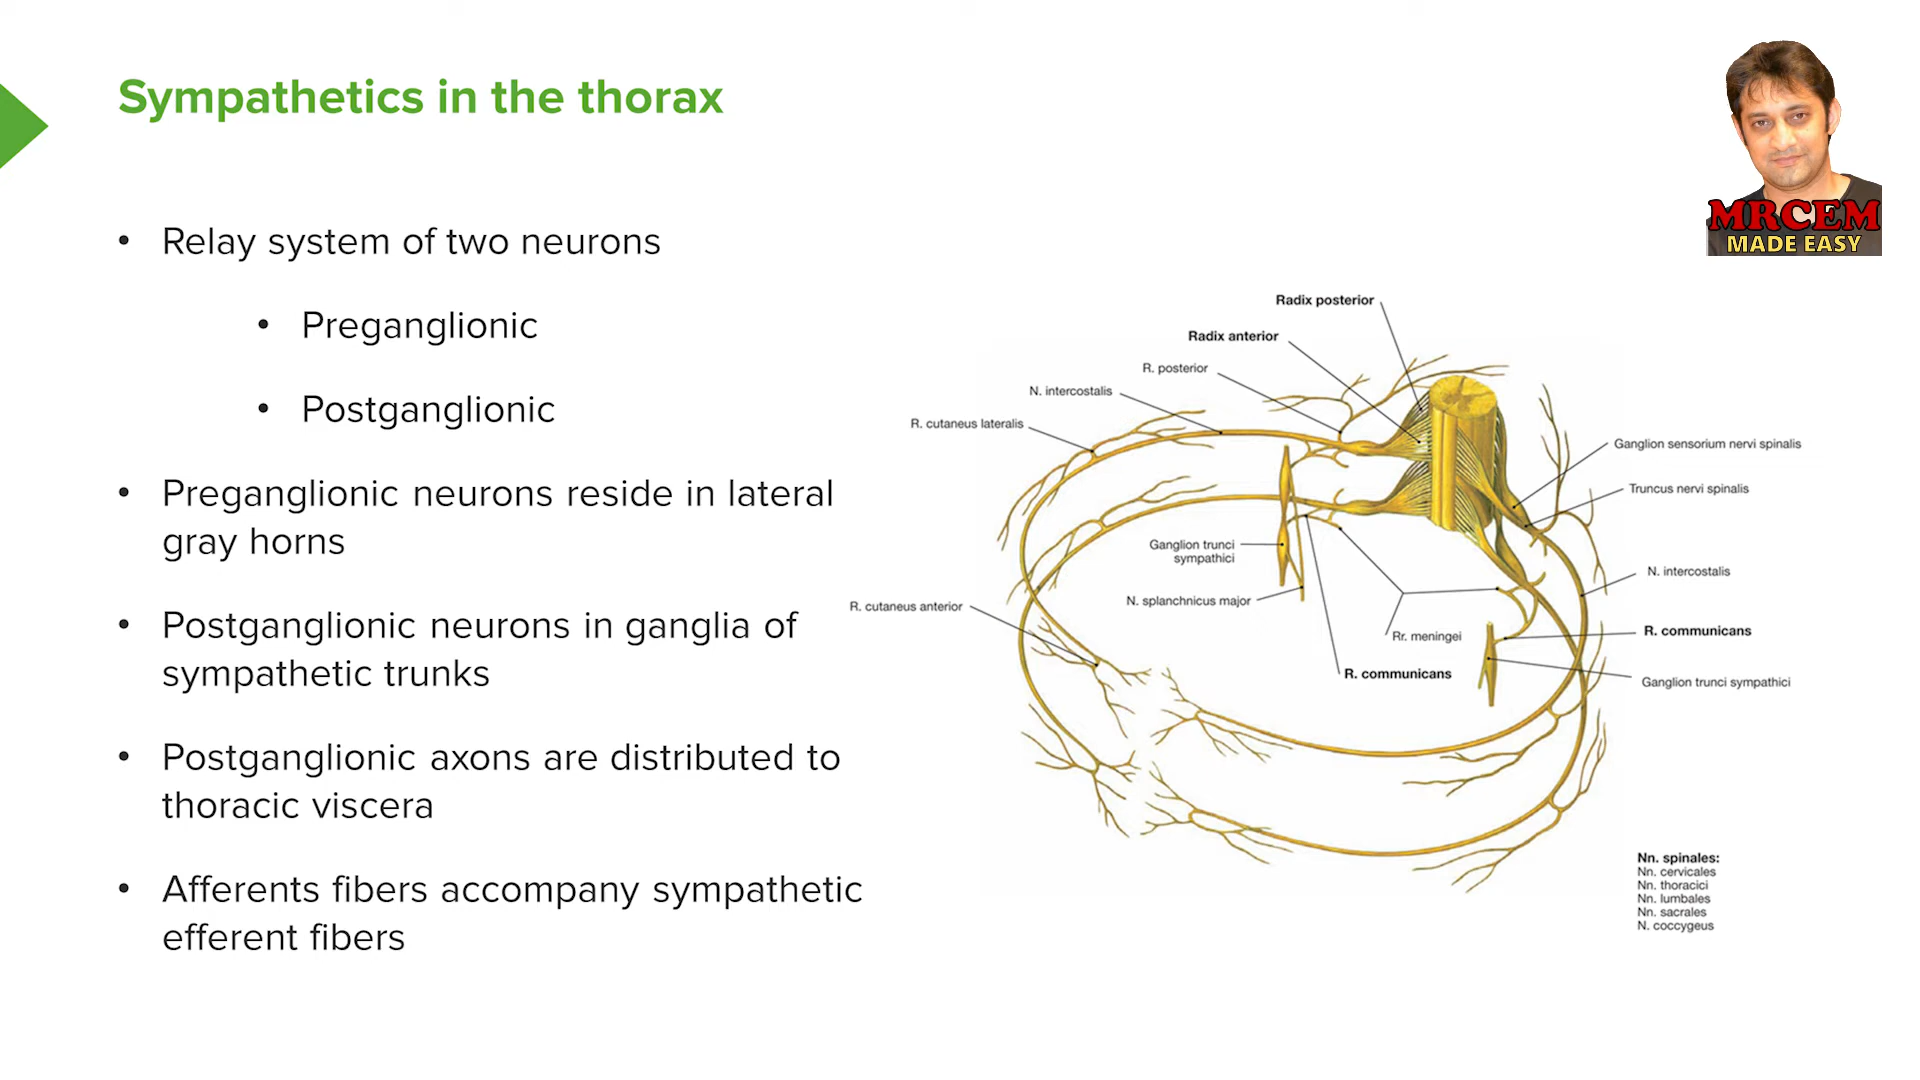 Sympathetics in the thorax
MRCEM
MADE EASY
• Relay system of two neurons
• Preganglionic
• Postganglionic
• Preganglionic neurons reside in lateral
gray horns
• Postganglionic neurons in ganglia of
sympathetic trunks
• Postganglionic axons are distributed to
thoracic viscera
• Afferents fibers accompany sympathetic
efferent fibers
Radix posterior
Radix anterior
R. posterior
N. intercostalis
R. cutaneus lateralis
Ganglion sensorium nervi spinalis
Truncus nervi spinalis
Ganglion trunci
sympathici
N. intercostalis
N. splanchnicus major
R. cutaneus anterior
Rr. meningei
R. communicans
R. communicans
Ganglion trunci sympathici
Nn. spinales:
Nn. cervicales
Nn. thoracici
Nn. lumbales
Nn. sacrales
N. coccygeus